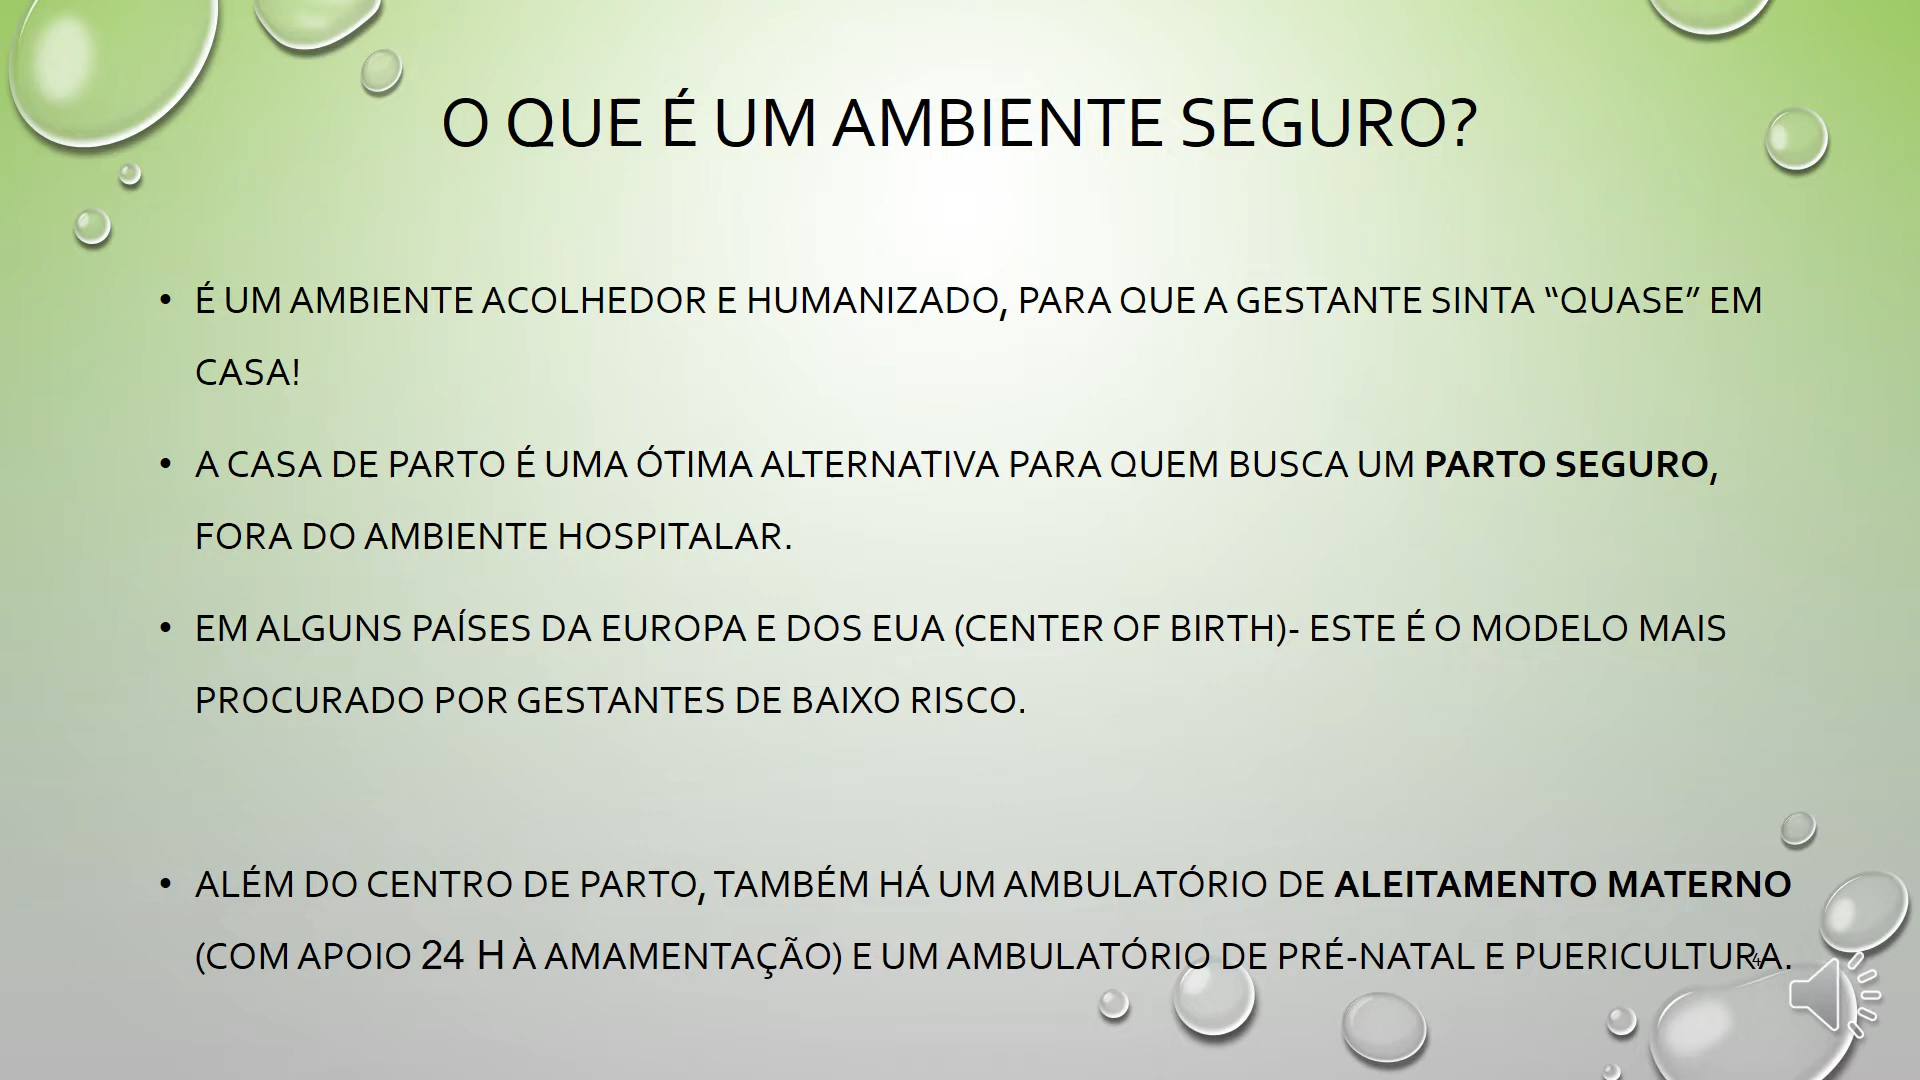 O QUE É UM AMBIENTE SEGURO?
• É UM AMBIENTE ACOLHEDOR E HUMANIZADO, PARA QUE A GESTANTE SINTA “QUASE” EM
CASA!
• A CASA DE PARTO É UMA ÓTIMA ALTERNATIVA PARA QUEM BUSCA UM PARTO SEGURO,
FORA DO AMBIENTE HOSPITALAR.
• EM ALGUNS PAÍSES DA EUROPA E DOS EUA (CENTER OF BIRTH)- ESTE É O MODELO MAIS
PROCURADO POR GESTANTES DE BAIXO RISCO.
• ALÉM DO CENTRO DE PARTO, TAMBÉM HÁ UM AMBULATÓRIO DE ALEITAMENTO MATERNO
(COM APOIO 24 H À AMAMENTAÇÃO) E UM AMBULATÓRIO DE PRÉ-NATAL E PUERICULTURA.
4